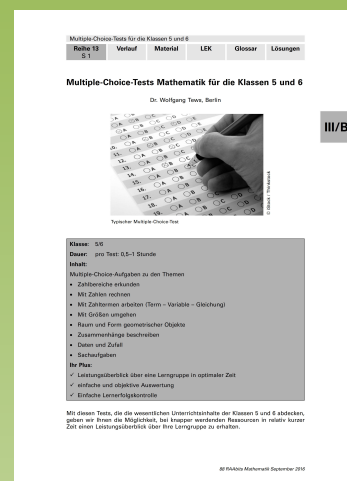 Multiple-Choice-Tests für die Klassen 5 und 6
Reihe 13 Verlauf Material LEK Glossar Lösungen
S 1
Multiple-Choice-Tests Mathematik für die Klassen 5 und 6
Dr. Wolfgang Tews, Berlin
III/B
© iStock / Thinkstock
Typischer Multiple-Choice-Test
Klasse: 5/6
Dauer: pro Test: 0,5–1 Stunde
Inhalt:
Multiple-Choice-Aufgaben zu den Themen
• Zahlbereiche erkunden
• Mit Zahlen rechnen
• Mit Zahltermen arbeiten (Term – Variable – Gleichung)
• Mit Größen umgehen
• Raum und Form geometrischer Objekte
• Zusammenhänge beschreiben
• Daten und Zufall
• Sachaufgaben
Ihr Plus:
✓ Leistungsüberblick über eine Lerngruppe in optimaler Zeit
✓ einfache und objektive Auswertung
✓ Einfache Lernerfolgskontrolle
Mit diesen Tests, die die wesentlichen Unterrichtsinhalte der Klassen 5 und 6 abdecken,
geben wir Ihnen die Möglichkeit, bei knapper werdenden Ressourcen in relativ kurzer
Zeit einen Leistungsüberblick über Ihre Lerngruppe zu erhalten.
88 RAAbits Mathematik September 2016